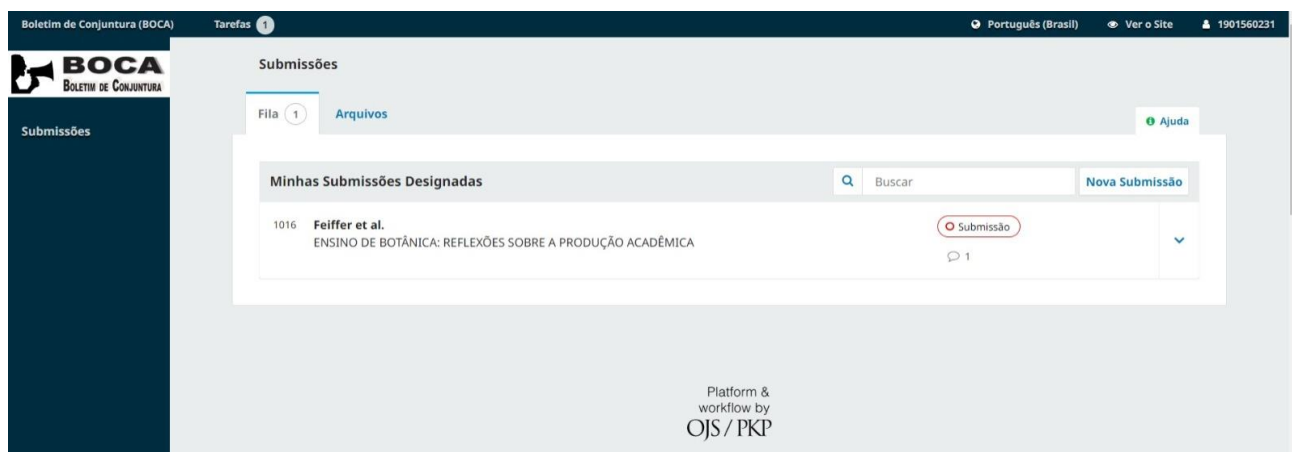 Boletim de Conjuntura (BOCA) Tarefas 1 Português (Brasil) Ver o Site 1901560231
BOCA
BOLETIM DE CONJUNTURA
Submissões
Submissões
Fila 1 Arquivos
Ajuda
Minhas Submissões Designadas Buscar Nova Submissão
1016 Feiffer et al. Submissão
ENSINO DE BOTÂNICA: REFLEXÕES SOBRE A PRODUÇÃO ACADÊMICA
1
Platform &
workflow by
OJS / PKP